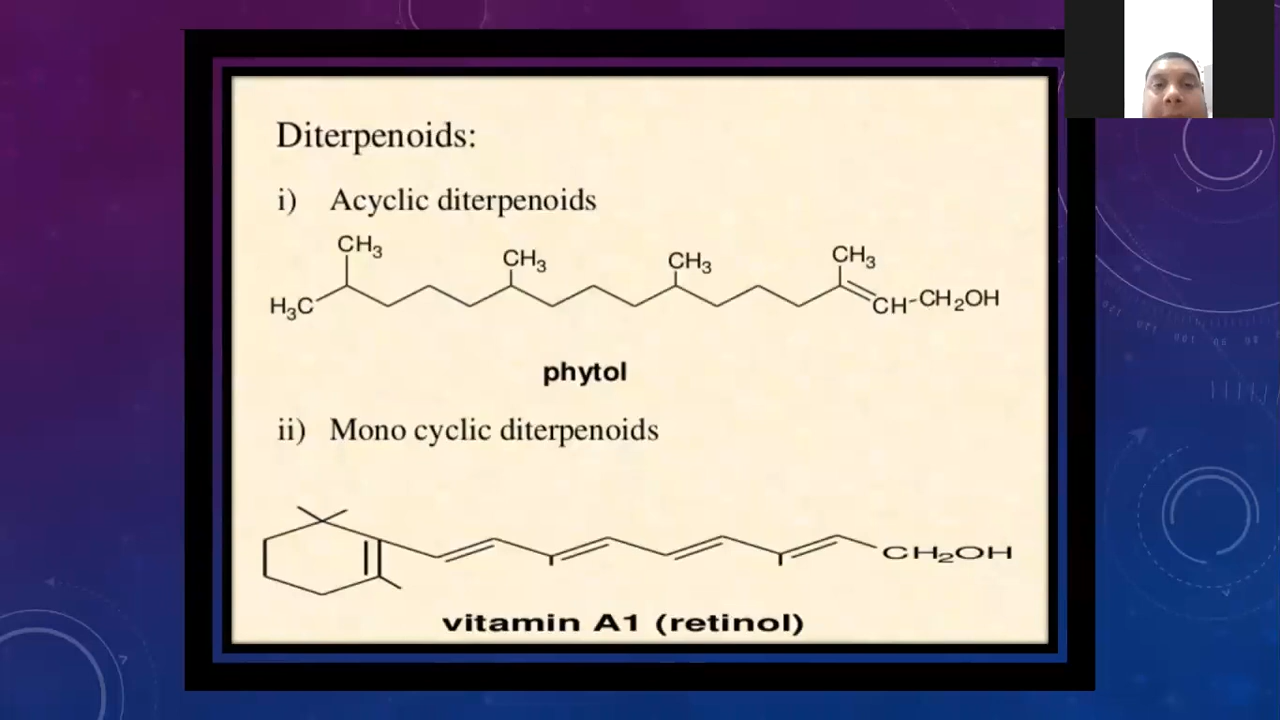 Diterpenoids:
i) Acyclic diterpenoids
CH3 CH3 CH3 CH3
H3C CH-CH2OH
phytol
ii) Mono cyclic diterpenoids
CH2OH
vitamin A1 (retinol)